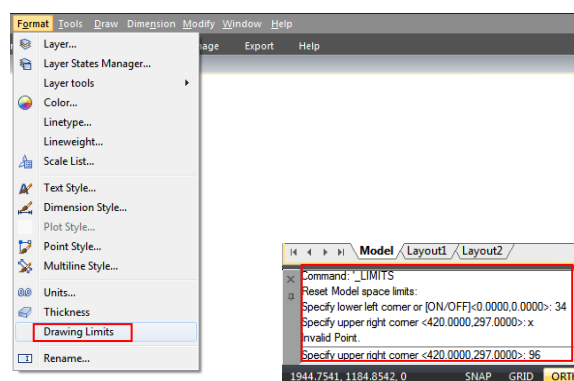 Format Tools Draw Dimension Modify Window Help
Export Help
Layer...
Layer States Manager...
Layer tools
Color...
Linetype...
Lineweight...
Scale List...
Text Style...
Dimension Style...
Plot Style...
Point Style...
Multiline Style...
Units...
Thickness
Drawing Limits
Rename...
Model Layout1 Layout2
Command: '_LIMITS
Reset Model space limits:
Specify lower left corner or [ON/OFF]<0.0000,0.0000>: 34
Specify upper right corner <420.0000,297.0000>: x
Invalid Point.
Specify upper right corner <420.0000,297.0000>: 96
1944.7541, 1184.8542, 0 SNAP GRID